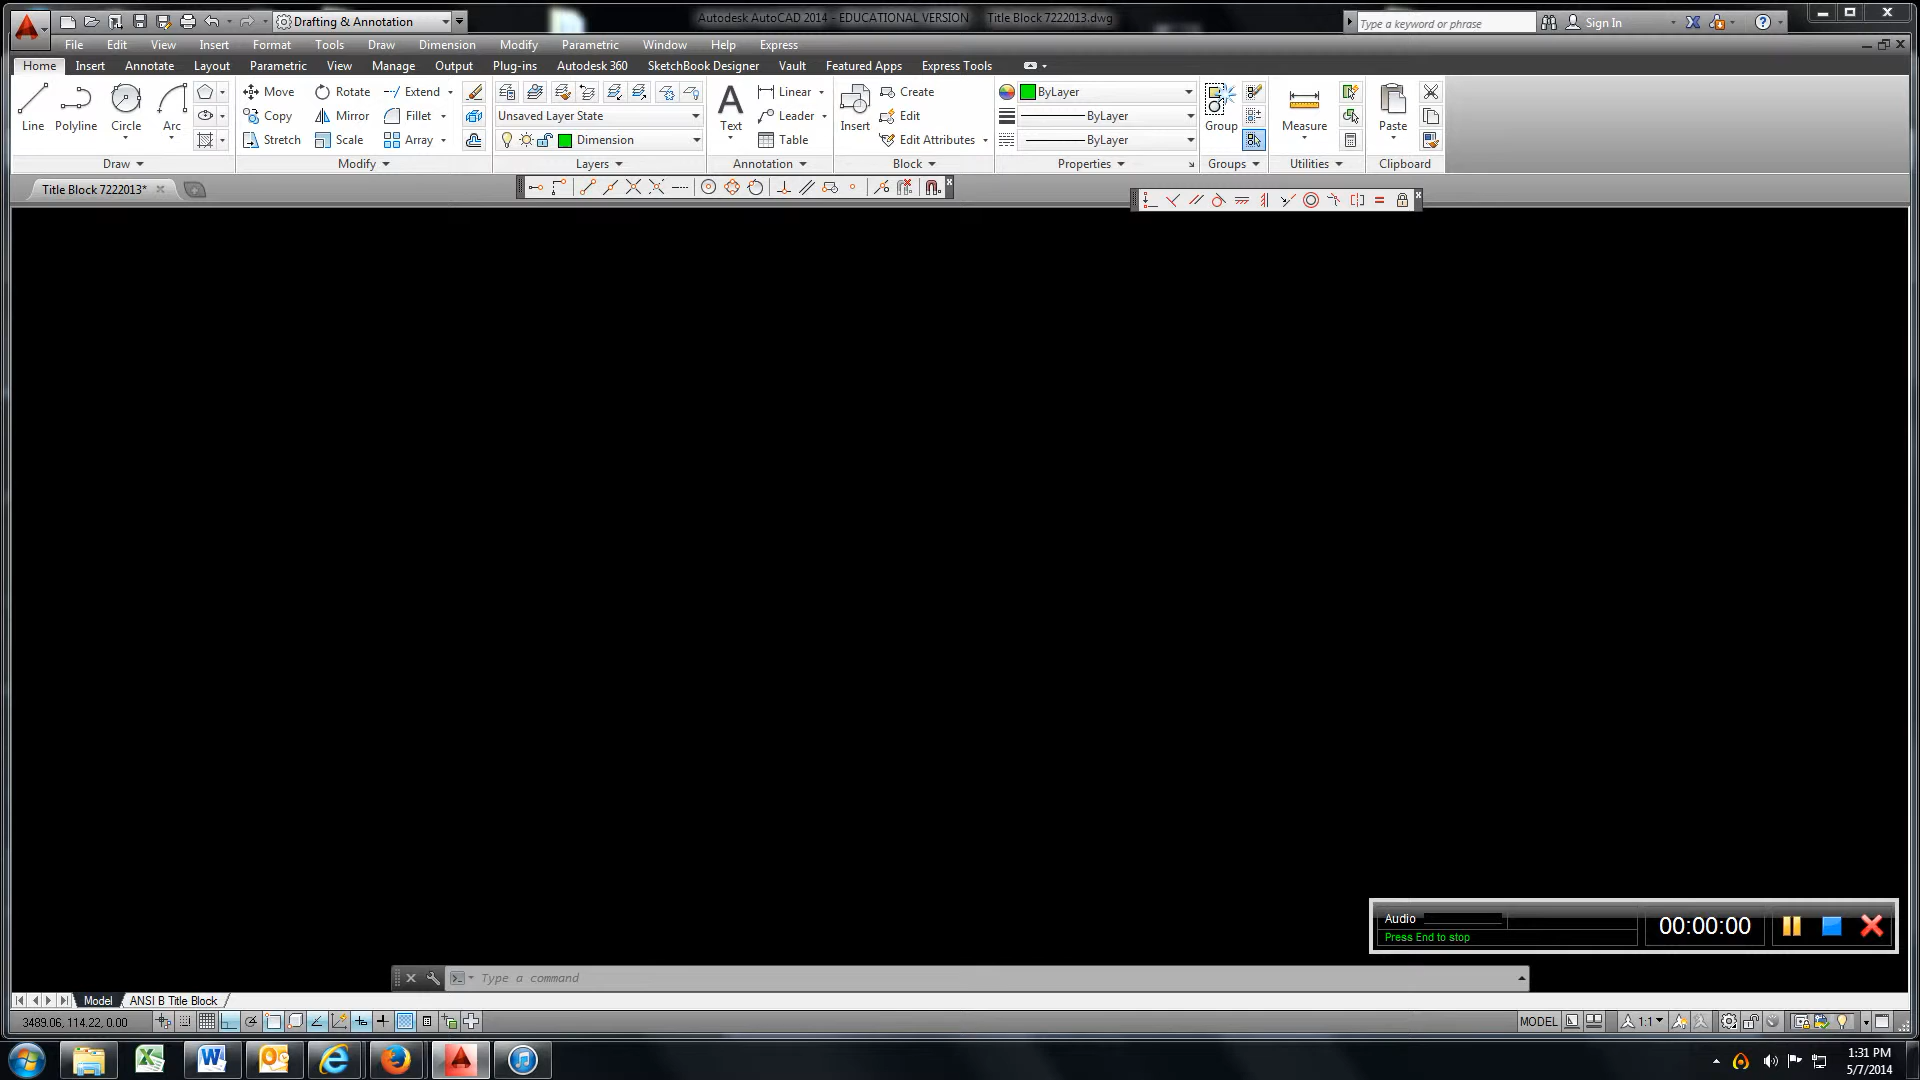 Drafting & Annotation
Autodesk AutoCAD 2014 - EDUCATIONAL VERSION Title Block 7222013.dwg
Type a keyword or phrase
Sign In
File Edit View Insert Format Tools Draw Dimension Modify Parametric Window Help Express
Home Insert Annotate Layout Parametric View Manage Output Plug-ins Autodesk 360 SketchBook Designer Vault Featured Apps Express Tools
Move Rotate Extend Linear Create ByLayer
Copy Mirror Fillet Unsaved Layer State Leader Edit ByLayer
Line Polyline Circle Arc Text Insert Group Measure Paste
Stretch Scale Array Dimension Table Edit Attributes ByLayer
Draw Modify Layers Annotation Block Properties Groups Utilities Clipboard
Title Block 7222013*
Audio
Press End to stop
00:00:00
Type a command
Model ANSI B Title Block
3489.06, 114.22, 0.00
MODEL
1:1
1:31 PM
5/7/2014